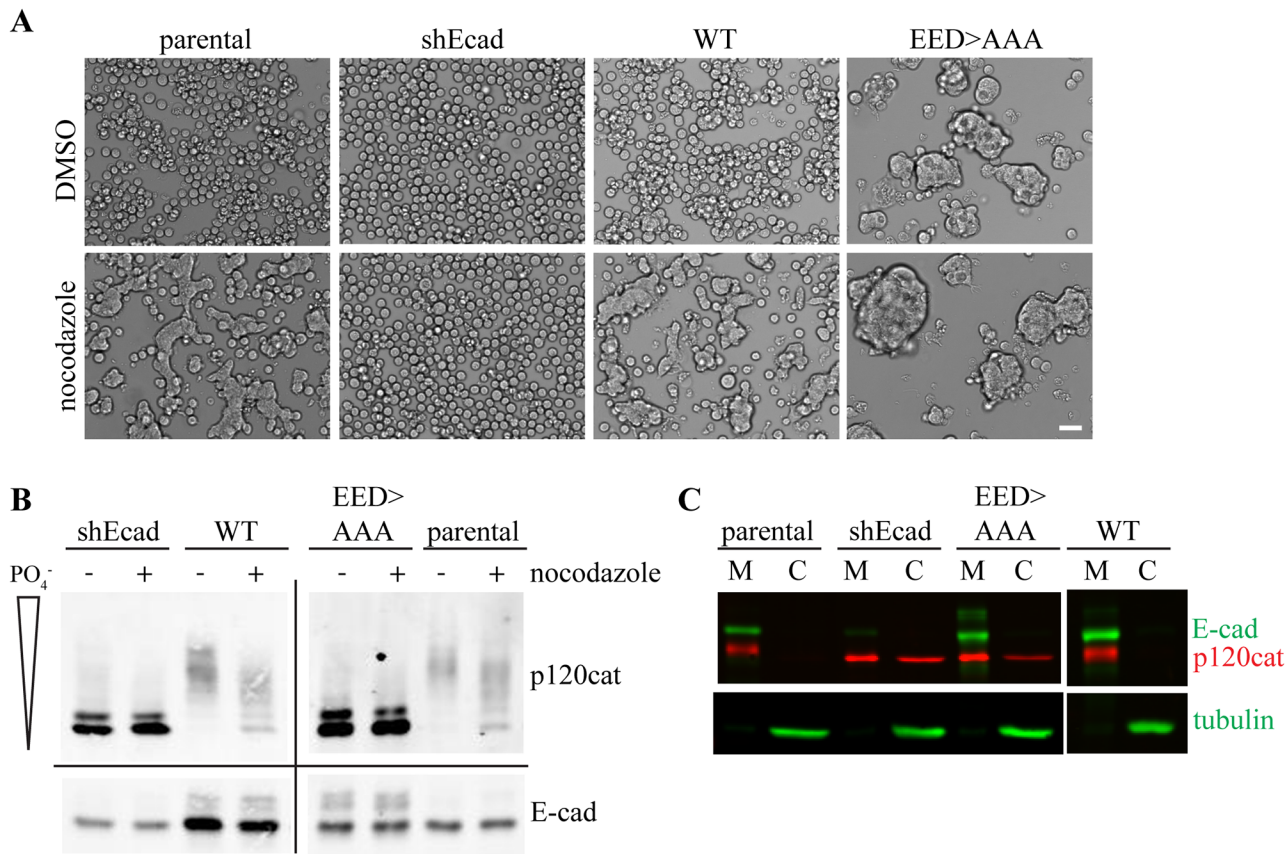 A
parental shEcad WT EED>AAA
DMSO
nocodazole
B
shEcad WT EED>
AAA parental
PO4- - + - + - + - + nocodazole
p120cat
E-cad
C
parental shEcad EED>
AAA WT
M C M C M C M C
E-cad
p120cat
tubulin